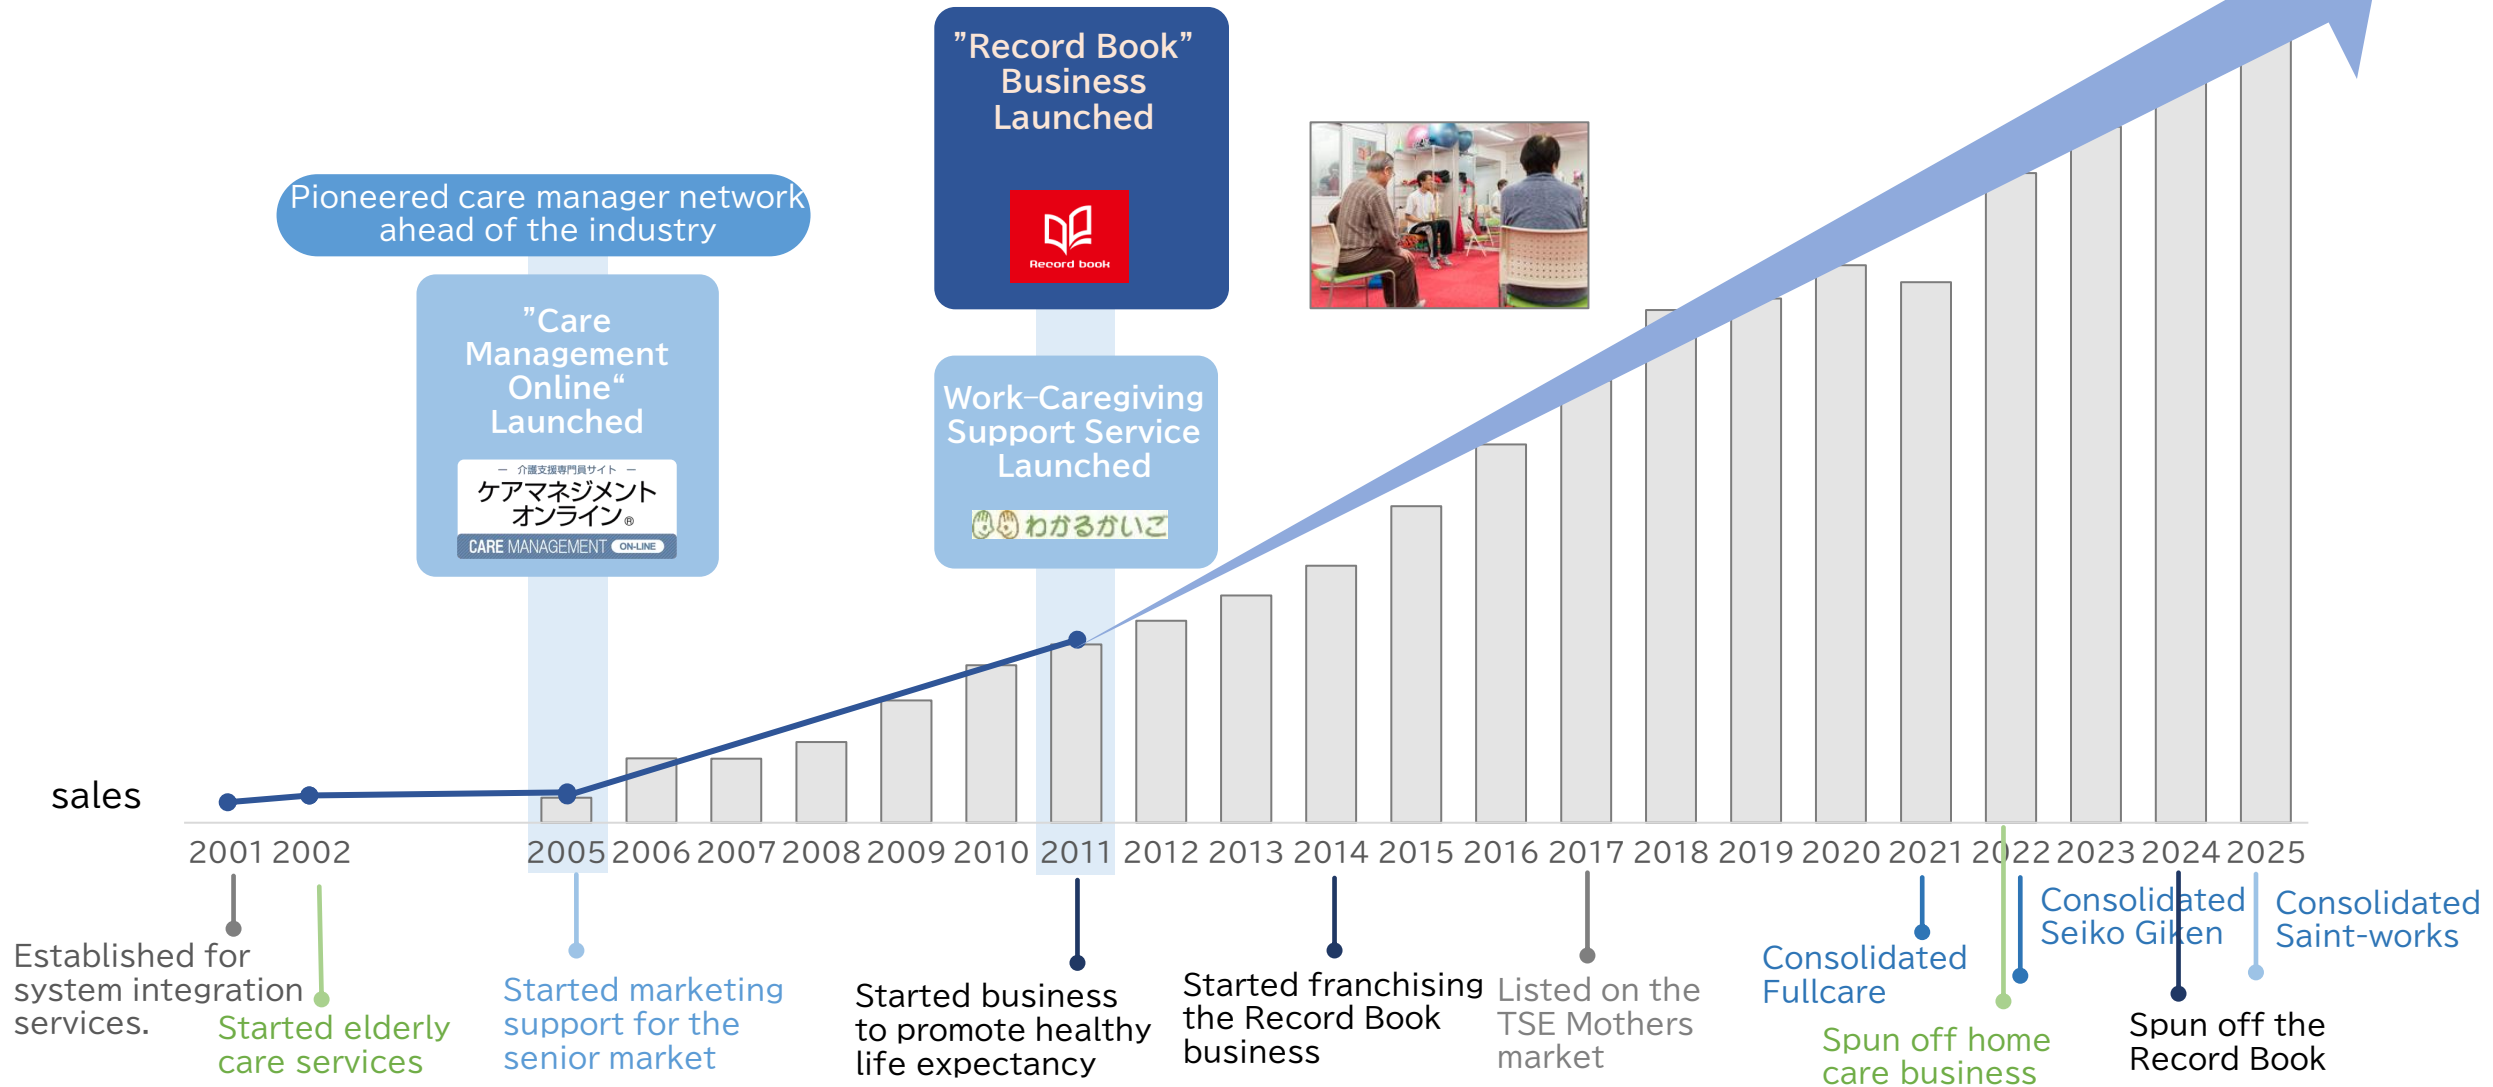 ”Record Book”
Business
Launched
Record book
Pioneered care manager network
ahead of the industry
”Care
Management
Online“
Launched
― 介護支援専門員サイト ―
ケアマネジメント
オンライン®
CARE MANAGEMENT ON-LINE
Work–Caregiving
Support Service
Launched
わかるかいご
sales
2001 2002 2005 2006 2007 2008 2009 2010 2011 2012 2013 2014 2015 2016 2017 2018 2019 2020 2021 2022 2023 2024 2025
Established for
system integration
services.
Started elderly
care services
Started marketing
support for the
senior market
Started business
to promote healthy
life expectancy
Started franchising
the Record Book
business
Listed on the
TSE Mothers
market
Consolidated
Fullcare
Spun off home
care business
Consolidated
Seiko Giken
Spun off the
Record Book
Consolidated
Saint-works